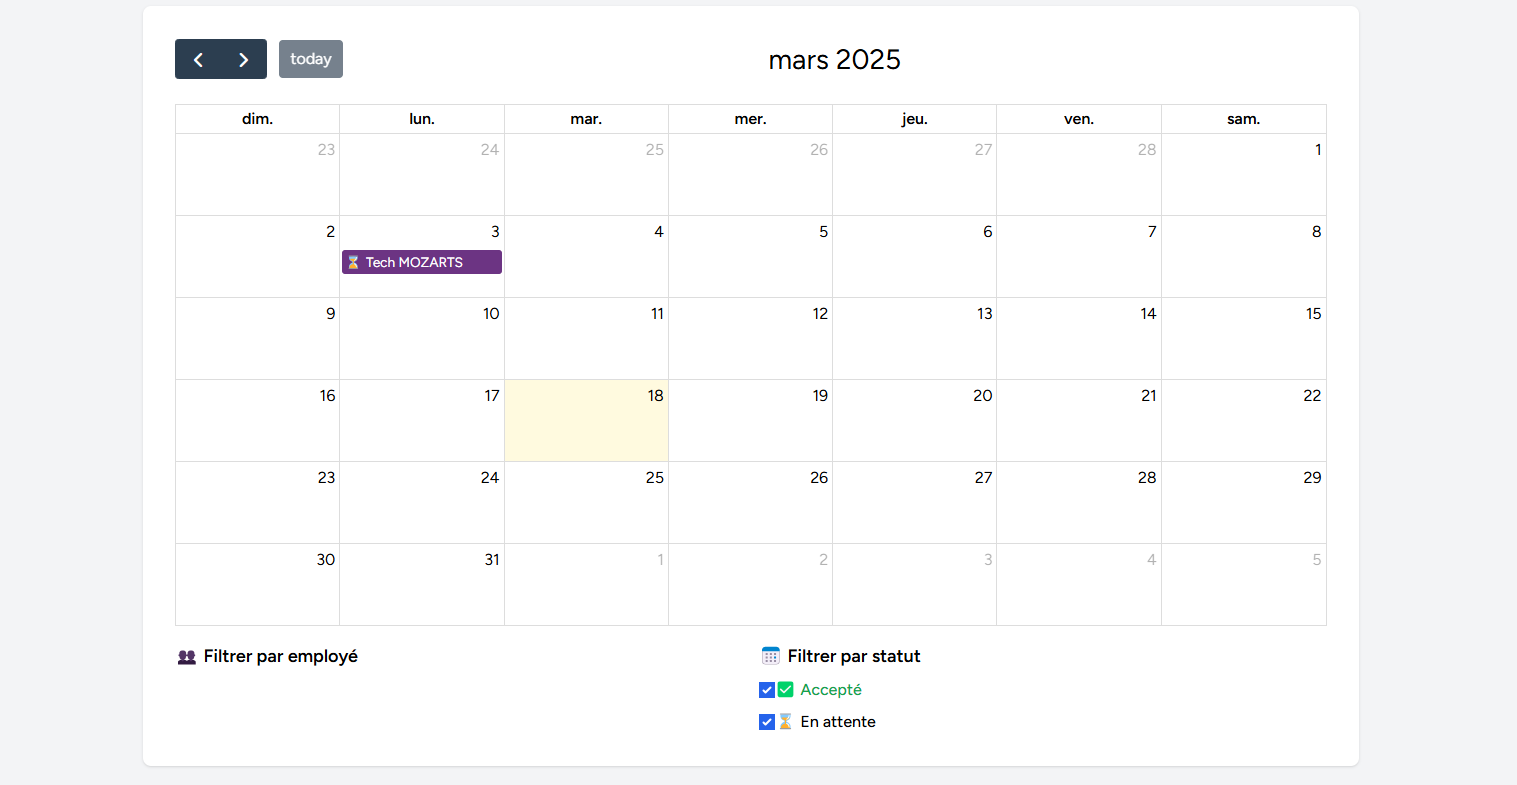 today
mars 2025
dim. lun. mar. mer. jeu. ven. sam.
23 24 25 26 27 28 1
2 3 4 5 6 7 8
Tech MOZARTS
9 10 11 12 13 14 15
16 17 18 19 20 21 22
23 24 25 26 27 28 29
30 31 1 2 3 4 5
Filtrer par employé
Filtrer par statut
Accepté
En attente